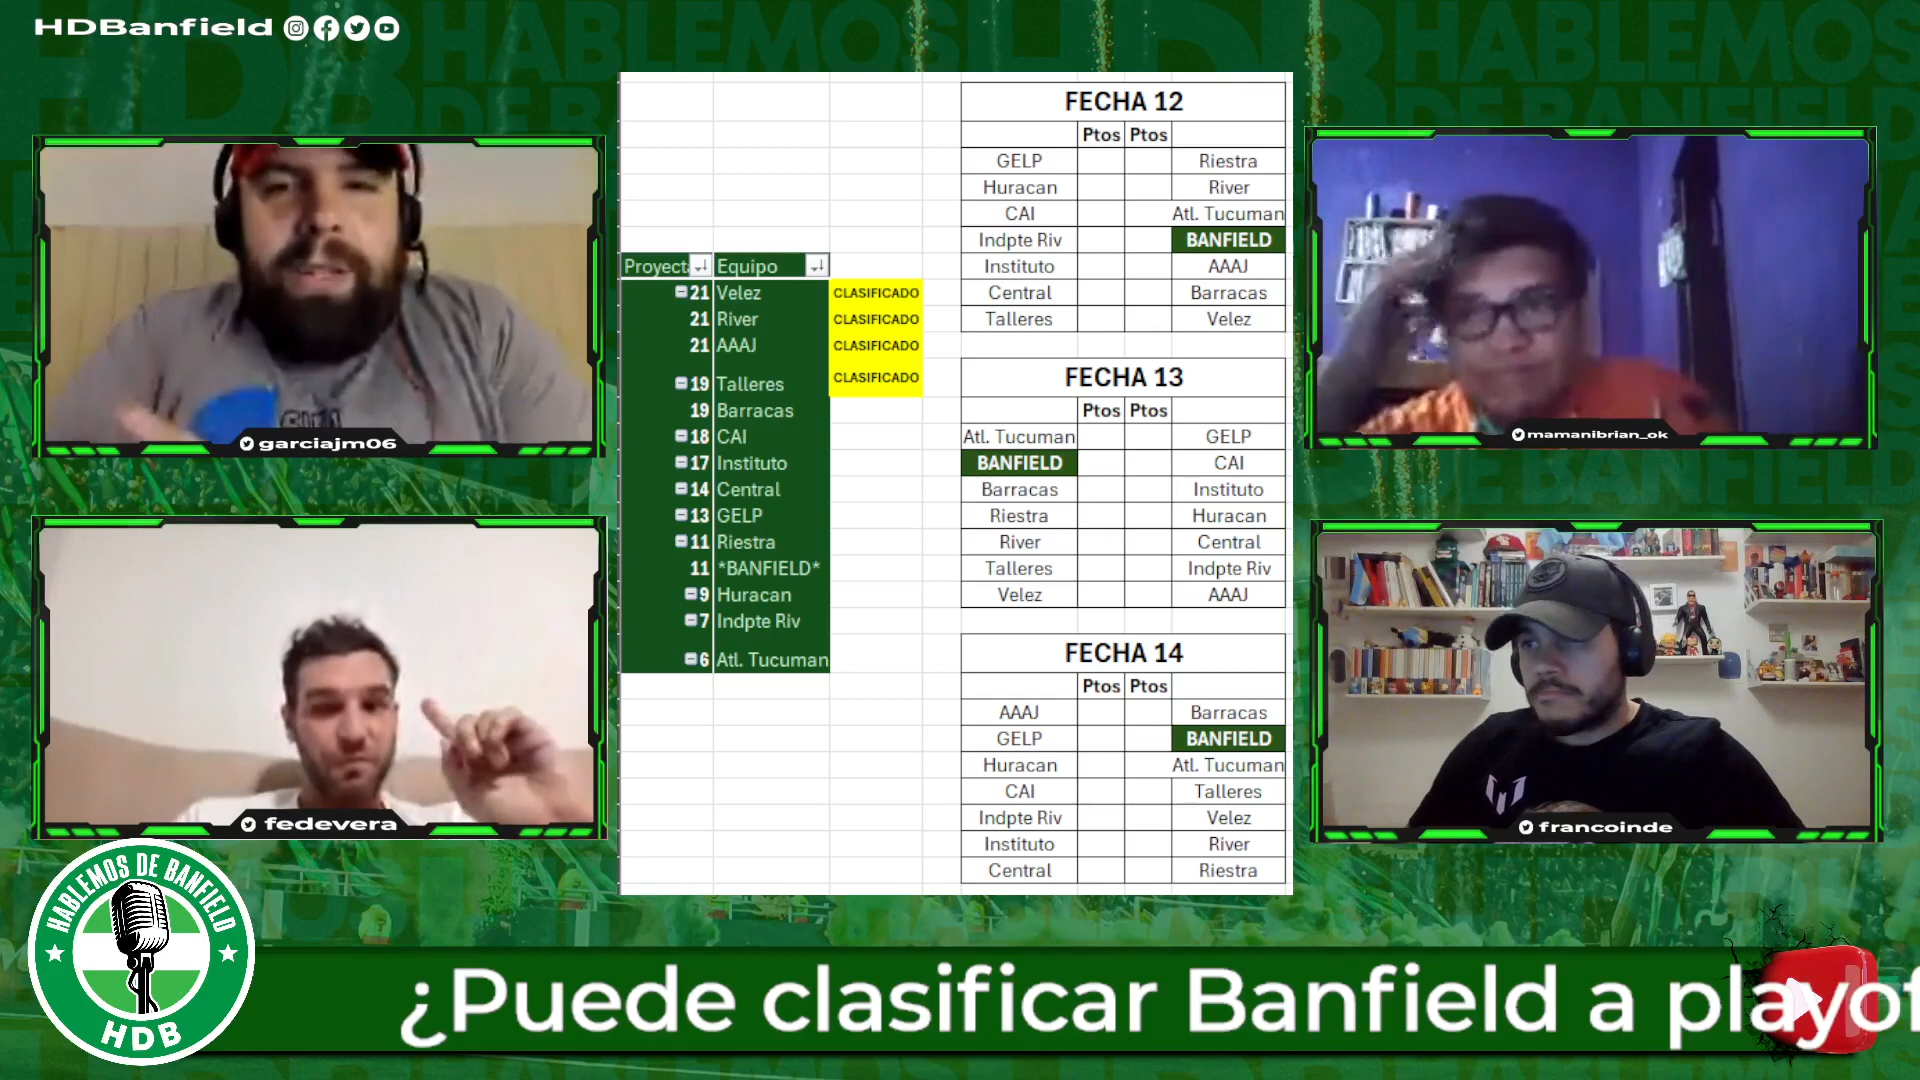 HDBanfield
HABLEMOS
DE BANFIELD
garciajm06
fedevera
Proyect Equipo
21 Velez CLASIFICADO
21 River CLASIFICADO
21 AAAJ CLASIFICADO
19 Talleres CLASIFICADO
19 Barracas
18 CAI
17 Instituto
14 Central
13 GELP
11 Riestra
11 *BANFIELD*
9 Huracan
7 Indpte Riv
6 Atl. Tucuman
FECHA 12
Ptos Ptos
GELP Riestra
Huracan River
CAI Atl. Tucuman
Indpte Riv BANFIELD
Instituto AAAJ
Central Barracas
Talleres Velez
FECHA 13
Ptos Ptos
Atl. Tucuman GELP
BANFIELD CAI
Barracas Instituto
Riestra Huracan
River Central
Talleres Indpte Riv
Velez AAAJ
FECHA 14
Ptos Ptos
AAAJ Barracas
GELP BANFIELD
Huracan Atl. Tucuman
CAI Talleres
Indpte Riv Velez
Instituto River
Central Riestra
mamanibrian_ok
francoinde
HABLEMOS DE BANFIELD
HDB
¿Puede clasificar Banfield a playof